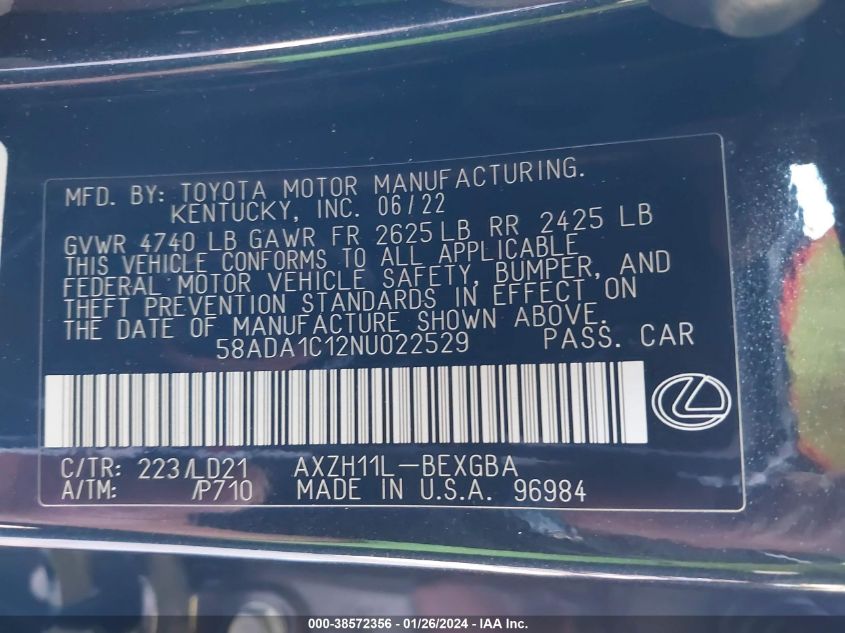 MFD. BY: TOYOTA MOTOR MANUFACTURING.
KENTUCKY, INC. 06/22
GVWR 4740 LB GAWR FR 2625 LB RR 2425 LB
THIS VEHICLE CONFORMS TO ALL APPLICABLE
FEDERAL MOTOR VEHICLE SAFETY, BUMPER, AND
THEFT PREVENTION STANDARDS IN EFFECT ON
THE DATE OF MANUFACTURE SHOWN ABOVE.
58ADA1C12NU022529 PASS. CAR
C/TR: 223/LD21 AXZH11L-BEXGBA
A/TM: /P710 MADE IN U.S.A. 96984
000-38572356 - 01/26/2024 - IAA Inc.